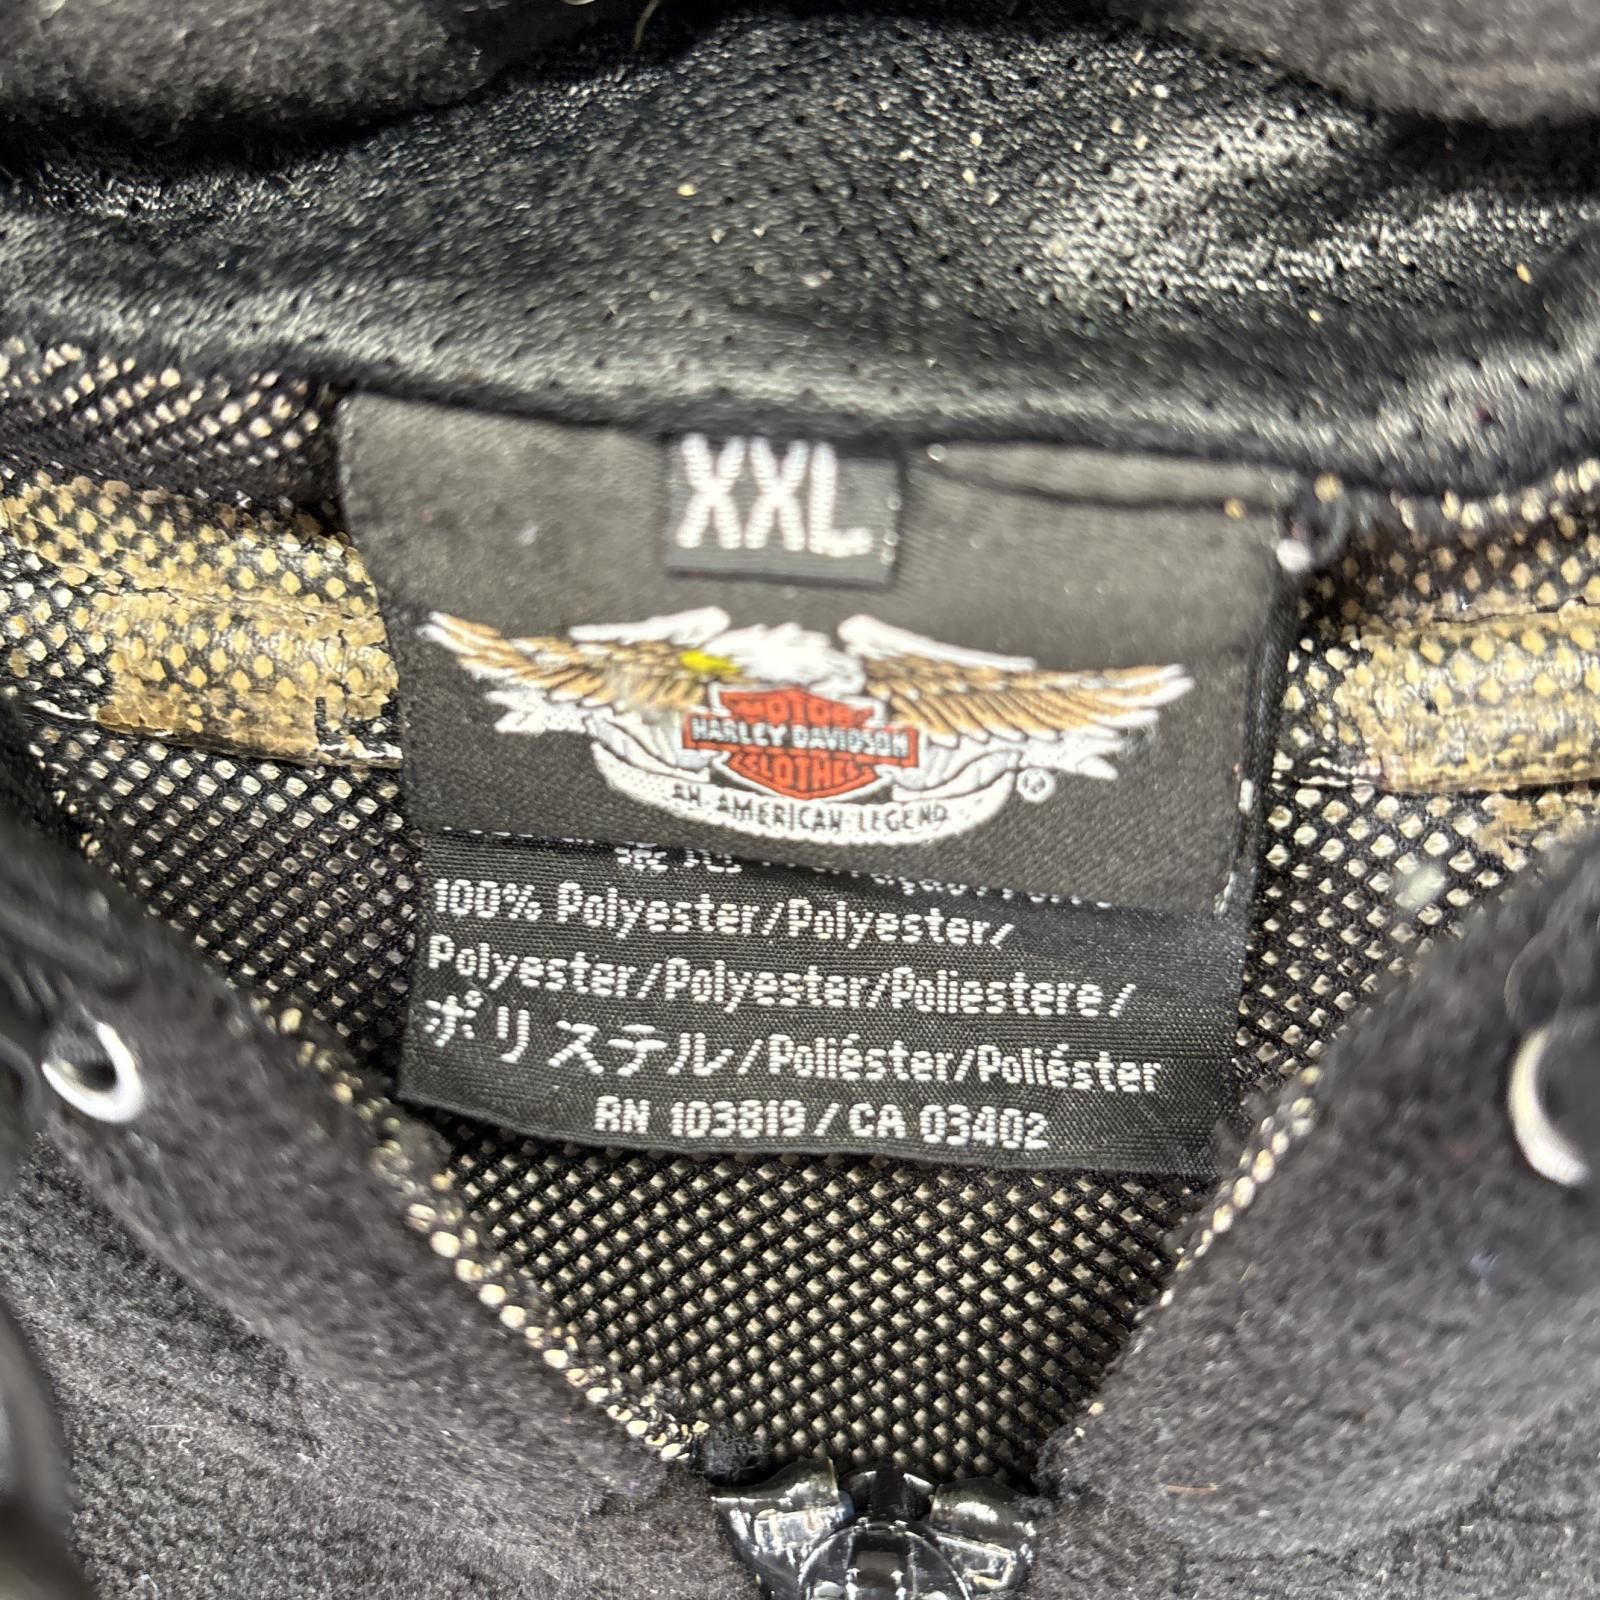 XXL
MOTOR
HARLEY-DAVIDSON
CLOTHES
AN AMERICAN LEGEND
®
100% Polyester/Polyester/
Polyester/Polyester/Poliestere/
ポリステル/Poliéster/Poliéster
RN 103819 / CA 03402